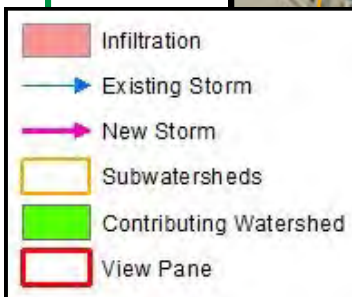 Infiltration
Existing Storm
New Storm
Subwatersheds
Contributing Watershed
View Pane